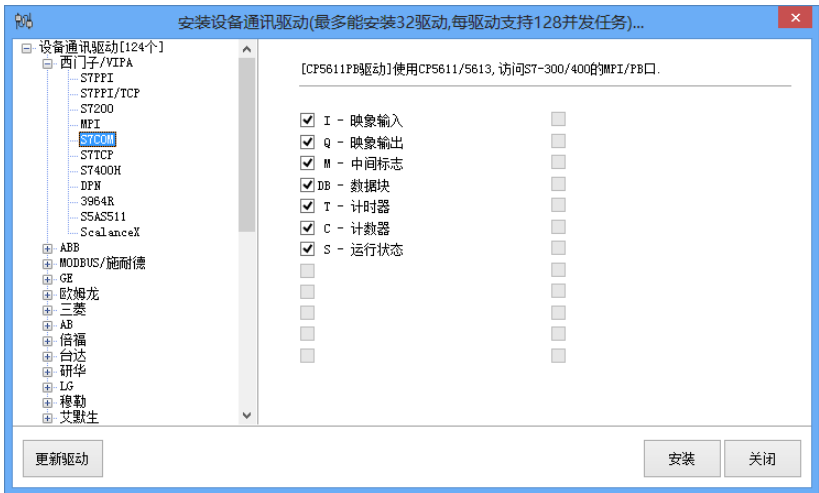 安装设备通讯驱动(最多能安装32驱动,每驱动支持128并发任务)...
设备通讯驱动[124个]
西门子/VIPA
S7PPI
S7PPI/TCP
S7200
MPI
S7COM
S7TCP
S7400H
DPN
3964R
S5AS511
ScalanceX
ABB
MODBUS/施耐德
GE
欧姆龙
三菱
AB
倍福
台达
研华
LG
穆勒
艾默生
[CP5611PB驱动]使用CP5611/5613,访问S7-300/400的MPI/PB口.
I - 映象输入
Q - 映象输出
M - 中间标志
DB - 数据块
T - 计时器
C - 计数器
S - 运行状态
更新驱动
安装
关闭